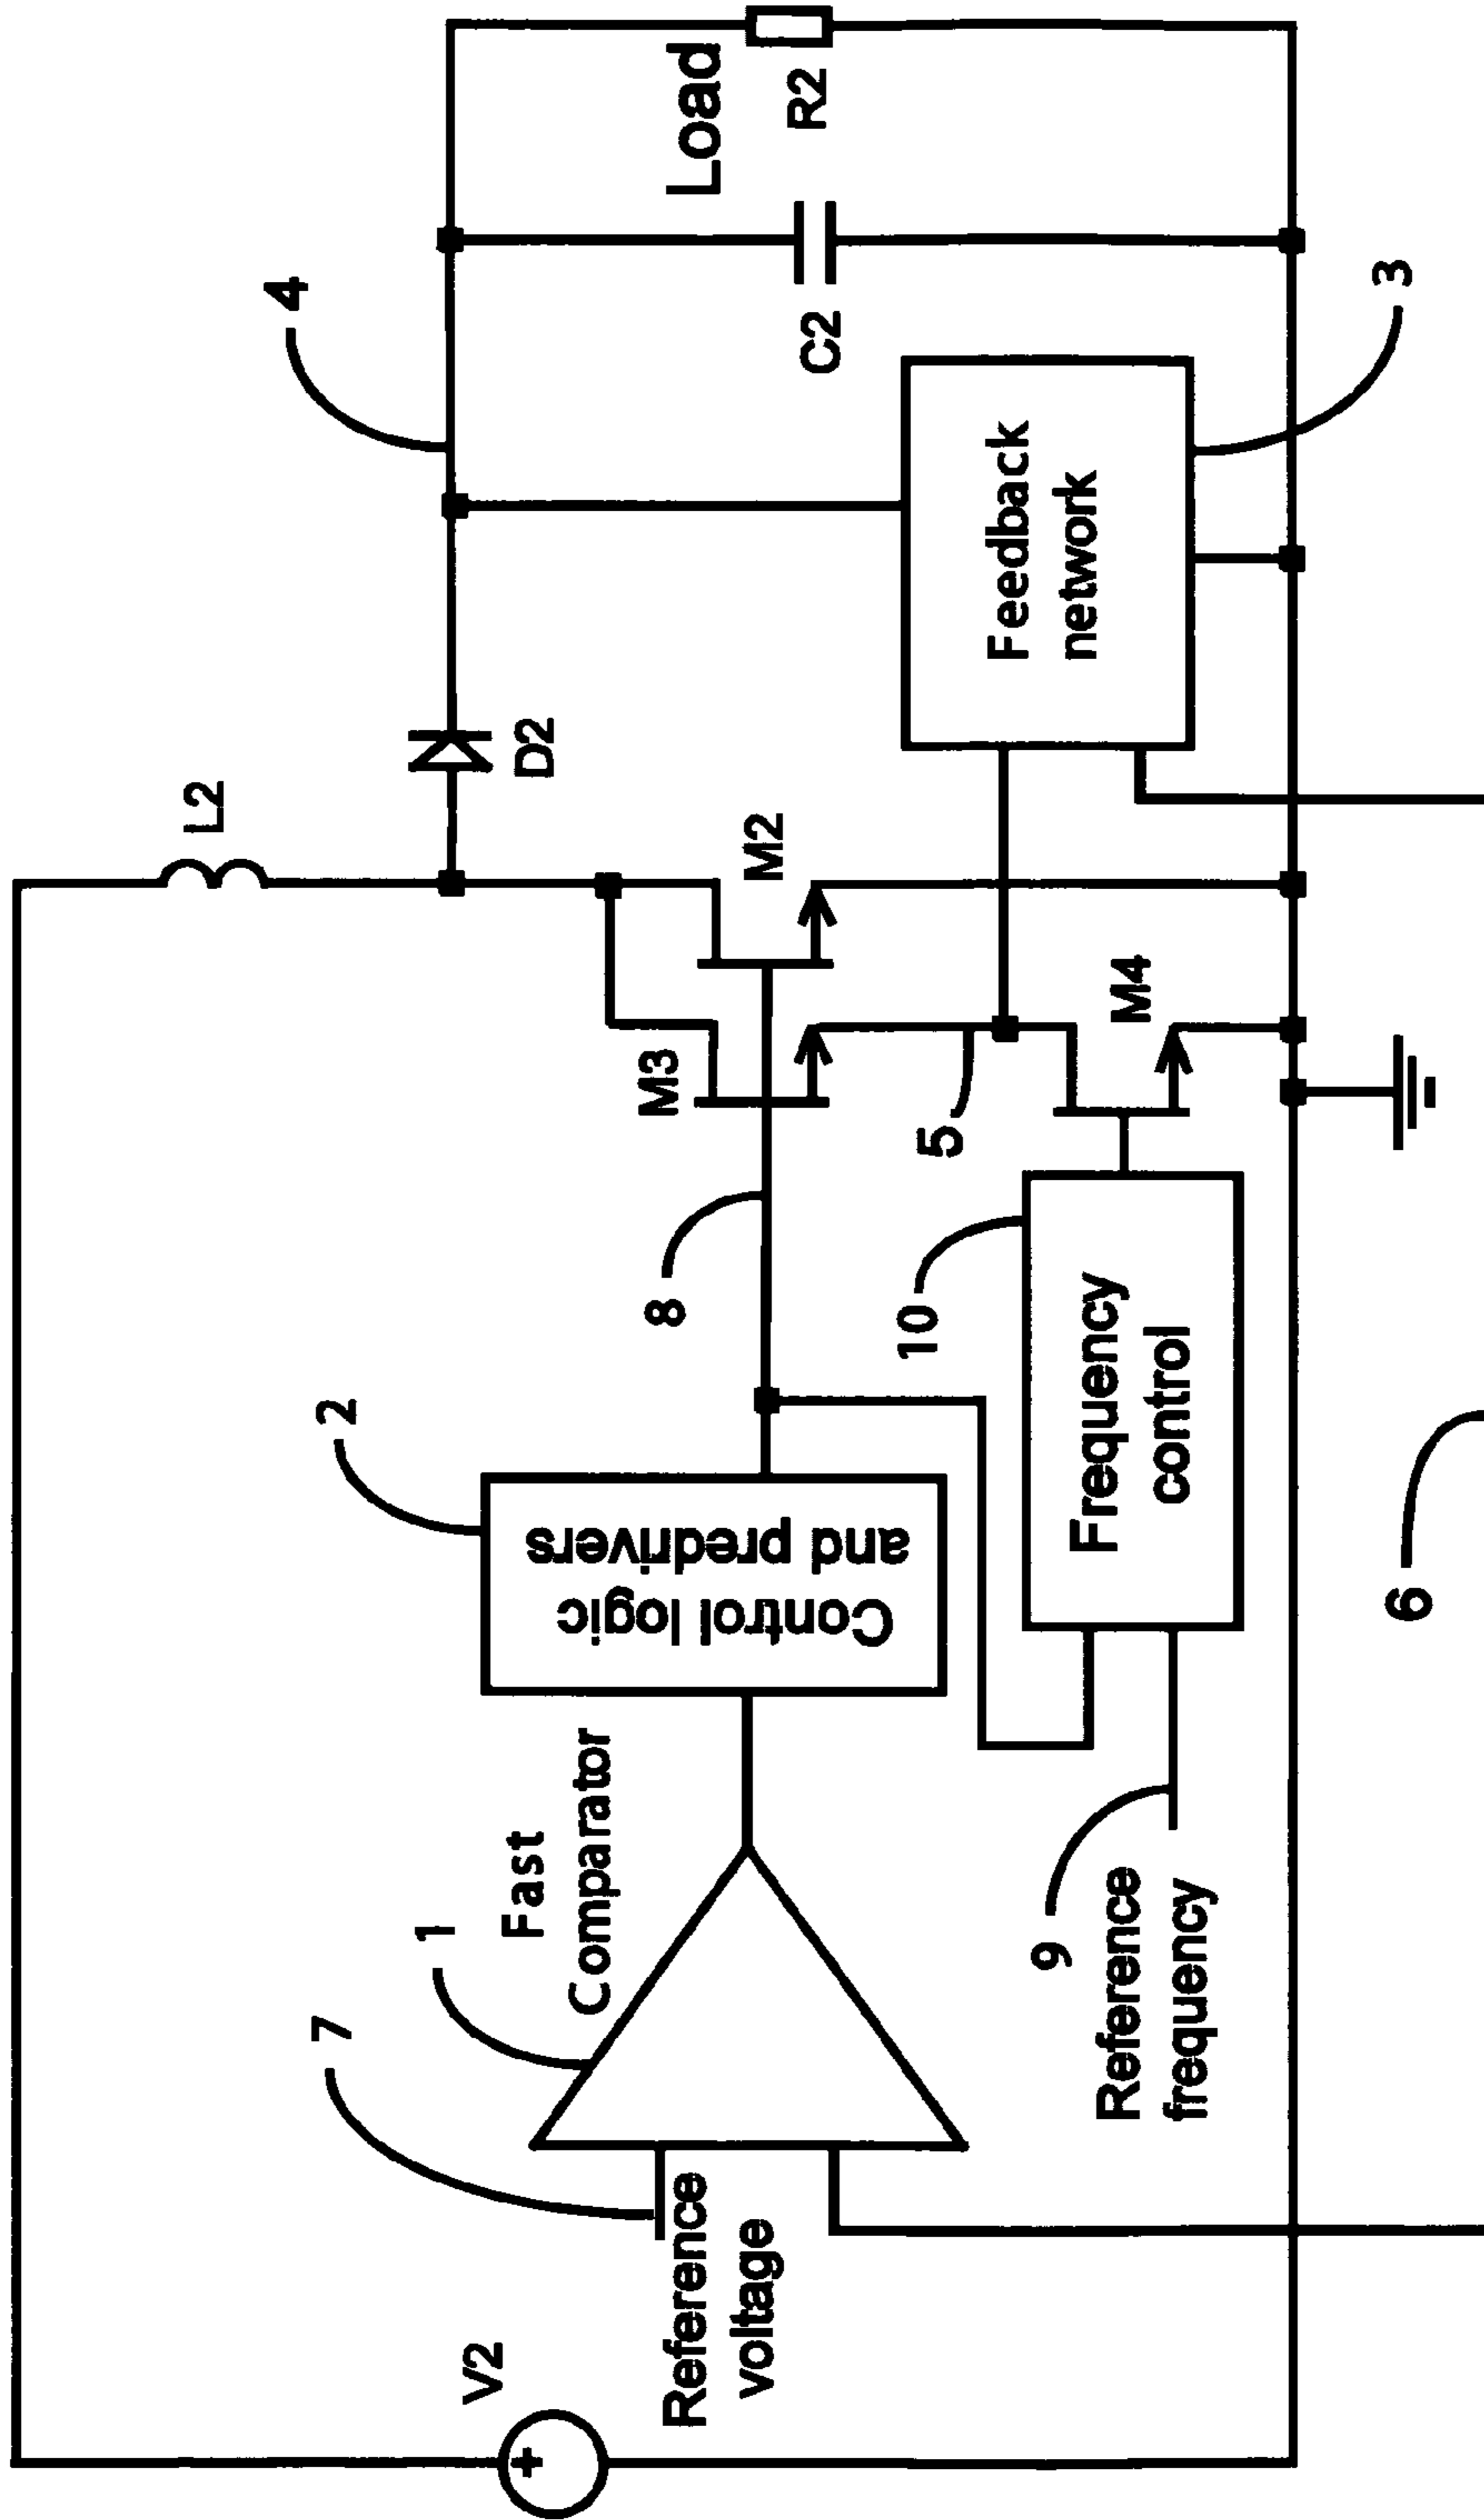 V2
+
Reference
voltage
7
1
Fast
Comparator
2
Control logic
and predrivers
8
M3
M2
L2
D2
4
Load
R2
C2
Feedback
network
3
5
M4
10
Frequency
control
9
Reference
frequency
6